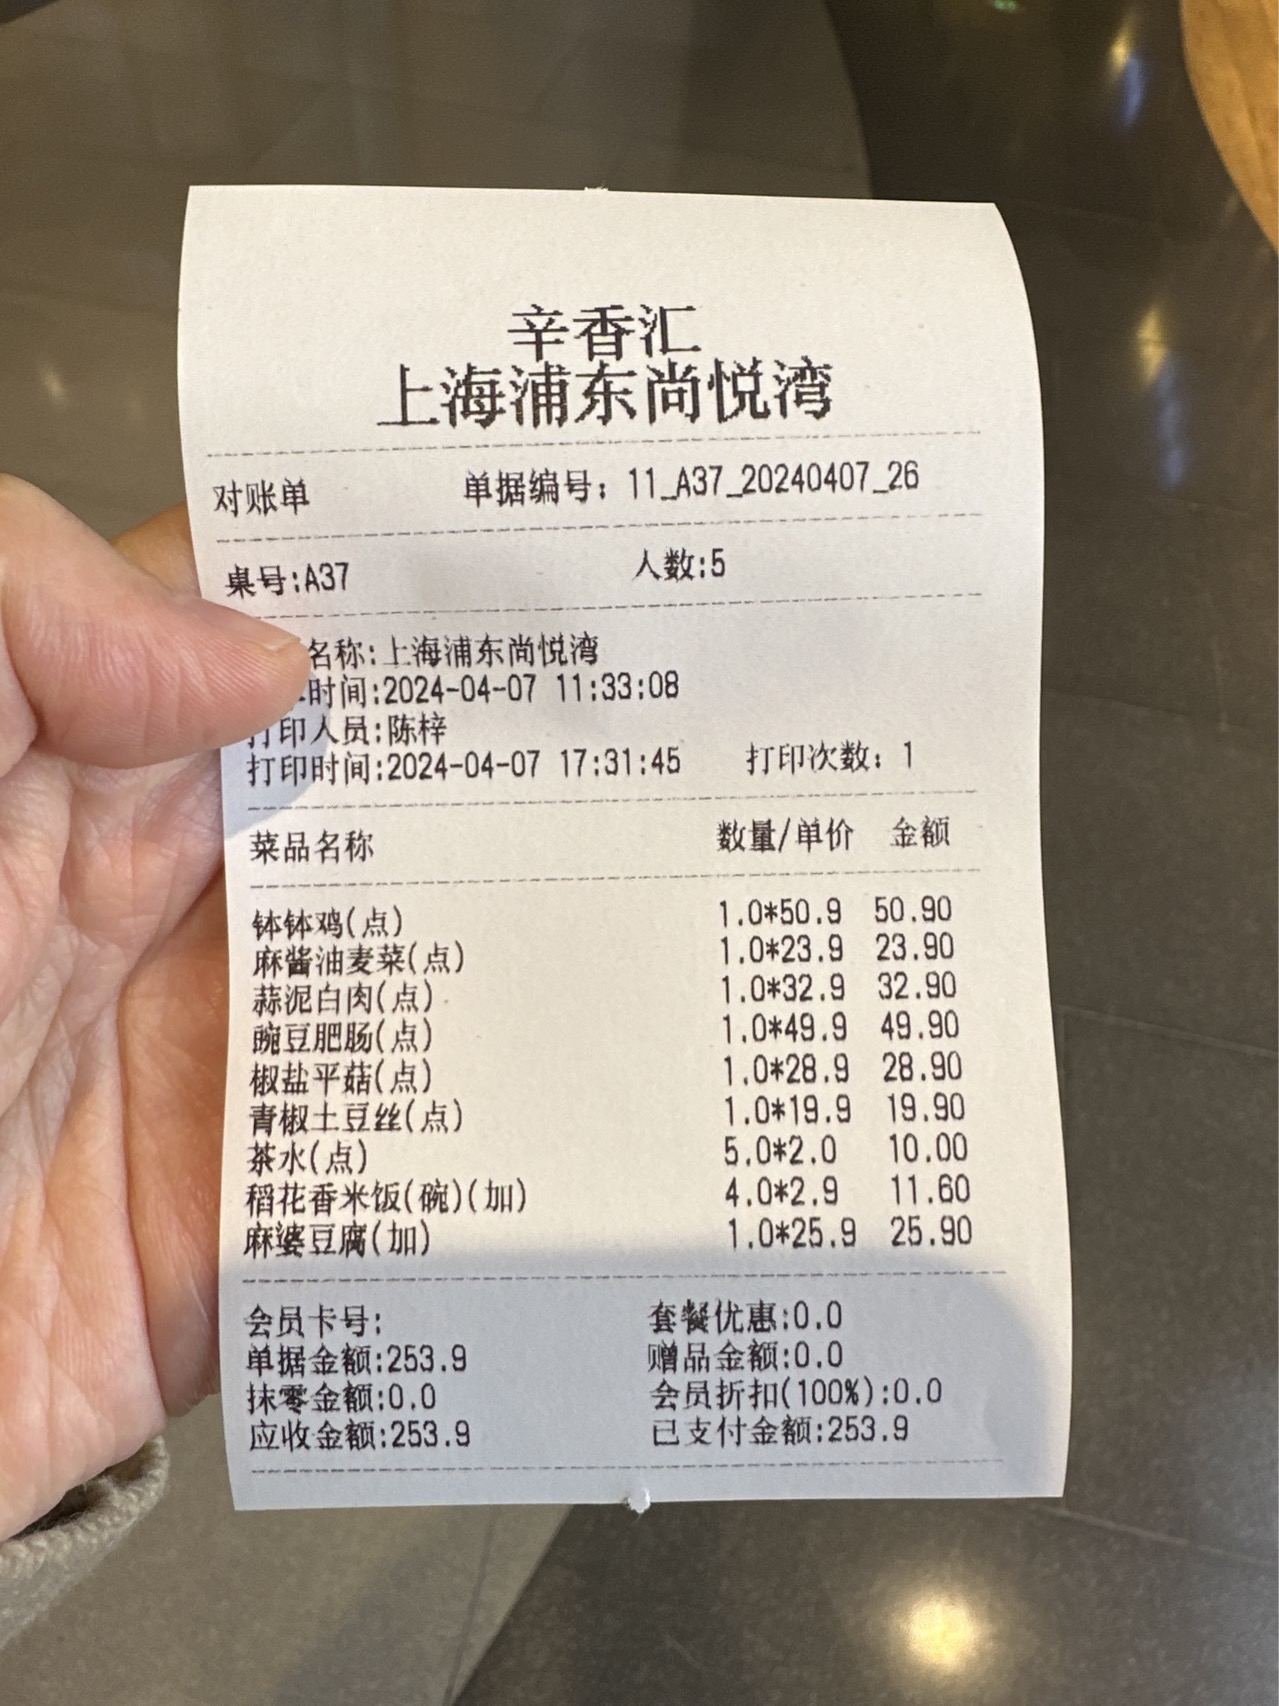 辛香汇
上海浦东尚悦湾
对账单 单据编号：11_A37_20240407_26
桌号:A37 人数:5
名称:上海浦东尚悦湾
时间:2024-04-07 11:33:08
打印人员:陈梓
打印时间:2024-04-07 17:31:45 打印次数：1
菜品名称 数量/单价 金额
钵钵鸡(点) 1.0*50.9 50.90
麻酱油麦菜(点) 1.0*23.9 23.90
蒜泥白肉(点) 1.0*32.9 32.90
豌豆肥肠(点) 1.0*49.9 49.90
椒盐平菇(点) 1.0*28.9 28.90
青椒土豆丝(点) 1.0*19.9 19.90
茶水(点) 5.0*2.0 10.00
稻花香米饭(碗)(加) 4.0*2.9 11.60
麻婆豆腐(加) 1.0*25.9 25.90
会员卡号: 套餐优惠:0.0
单据金额:253.9 赠品金额:0.0
抹零金额:0.0 会员折扣(100%):0.0
应收金额:253.9 已支付金额:253.9